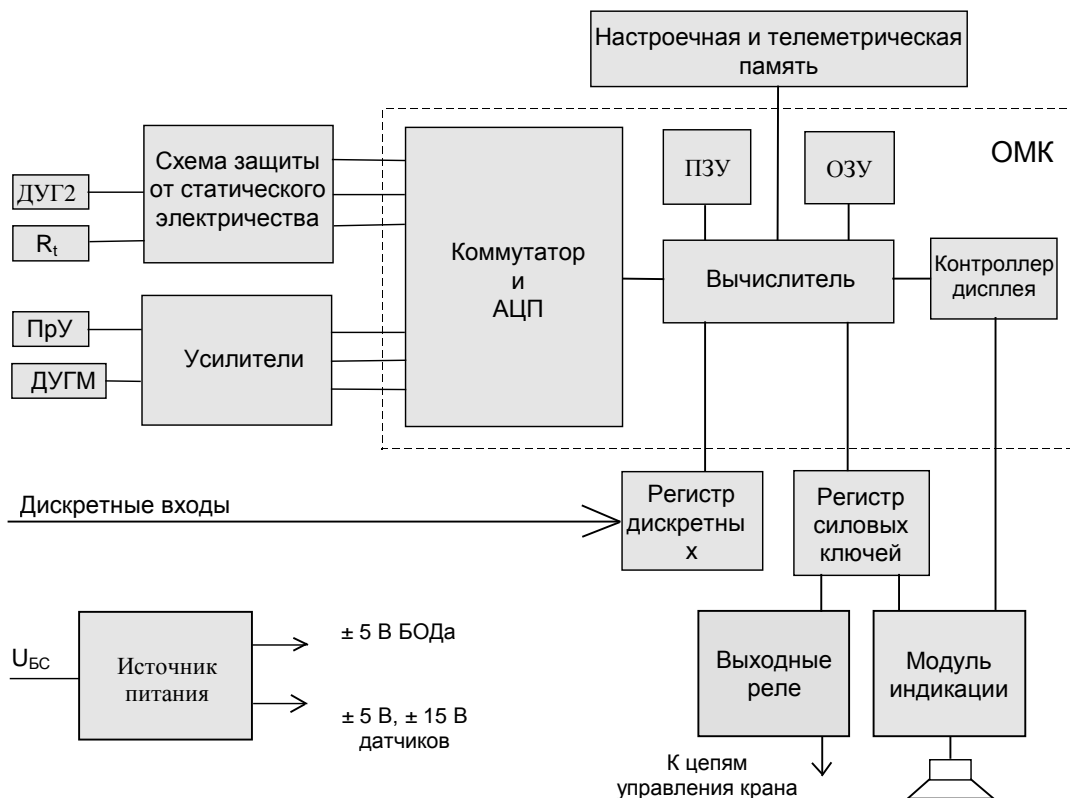 Настроечная и телеметрическая
память
ОМК
Схема защиты
от статического
электричества
ДУГ2
R_t
ПЗУ
ОЗУ
Коммутатор
и
АЦП
Вычислитель
Контроллер
дисплея
ПрУ
ДУГМ
Усилители
Дискретные входы
Регистр
дискретны
х
Регистр
силовых
ключей
U_БС
Источник
питания
± 5 В БОДа
± 5 В, ± 15 В
датчиков
Выходные
реле
Модуль
индикации
К цепям
управления крана